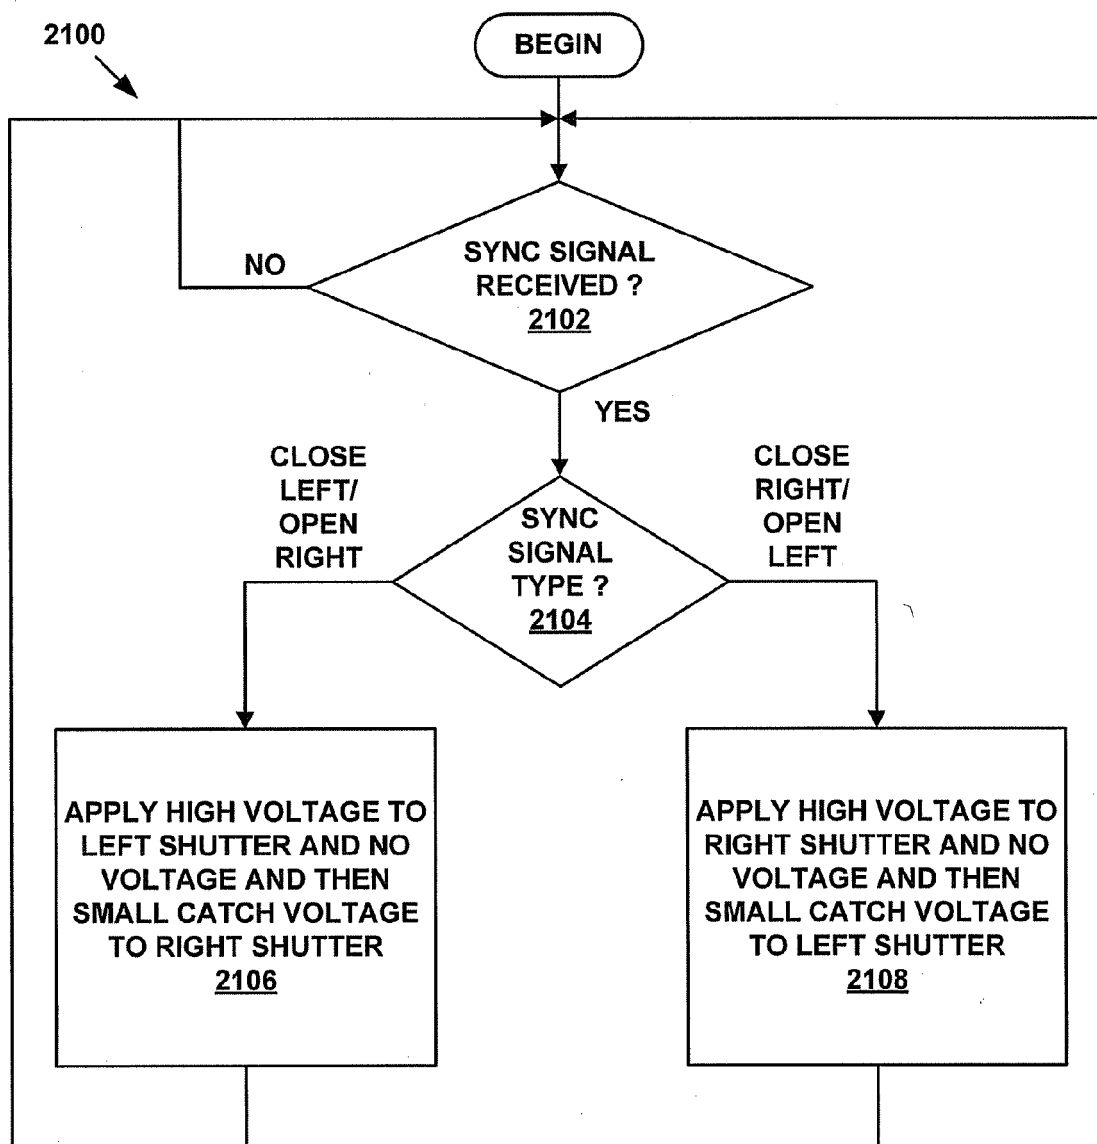 2100
BEGIN
SYNC SIGNAL
RECEIVED ?
2102
NO
YES
CLOSE
LEFT/
OPEN
RIGHT
CLOSE
RIGHT/
OPEN
LEFT
SYNC
SIGNAL
TYPE ?
2104
APPLY HIGH VOLTAGE TO
LEFT SHUTTER AND NO
VOLTAGE AND THEN
SMALL CATCH VOLTAGE
TO RIGHT SHUTTER
2106
APPLY HIGH VOLTAGE TO
RIGHT SHUTTER AND NO
VOLTAGE AND THEN
SMALL CATCH VOLTAGE
TO LEFT SHUTTER
2108